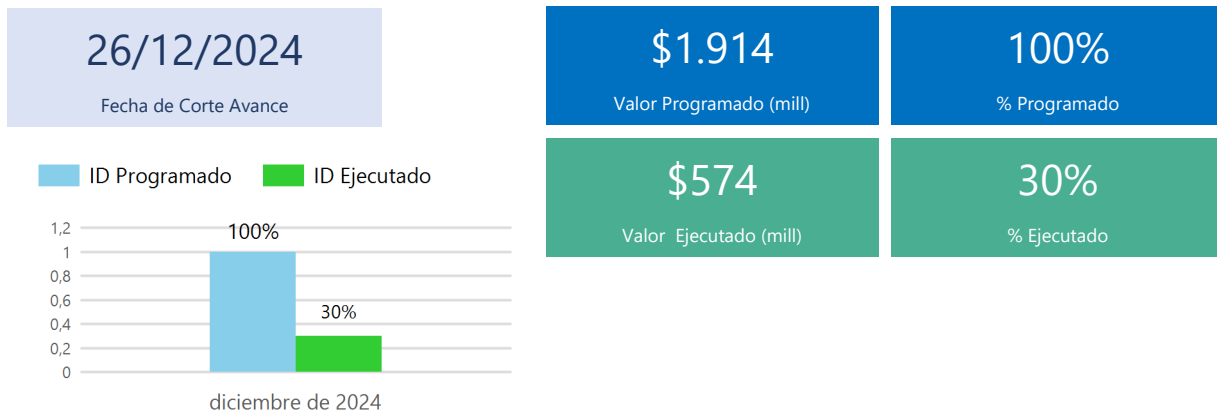 26/12/2024
Fecha de Corte Avance
$1.914
Valor Programado (mill)
100%
% Programado
$574
Valor  Ejecutado (mill)
30%
% Ejecutado
ID Programado
ID Ejecutado
1,2
1
0,8
0,6
0,4
0,2
0
100%
30%
diciembre de 2024